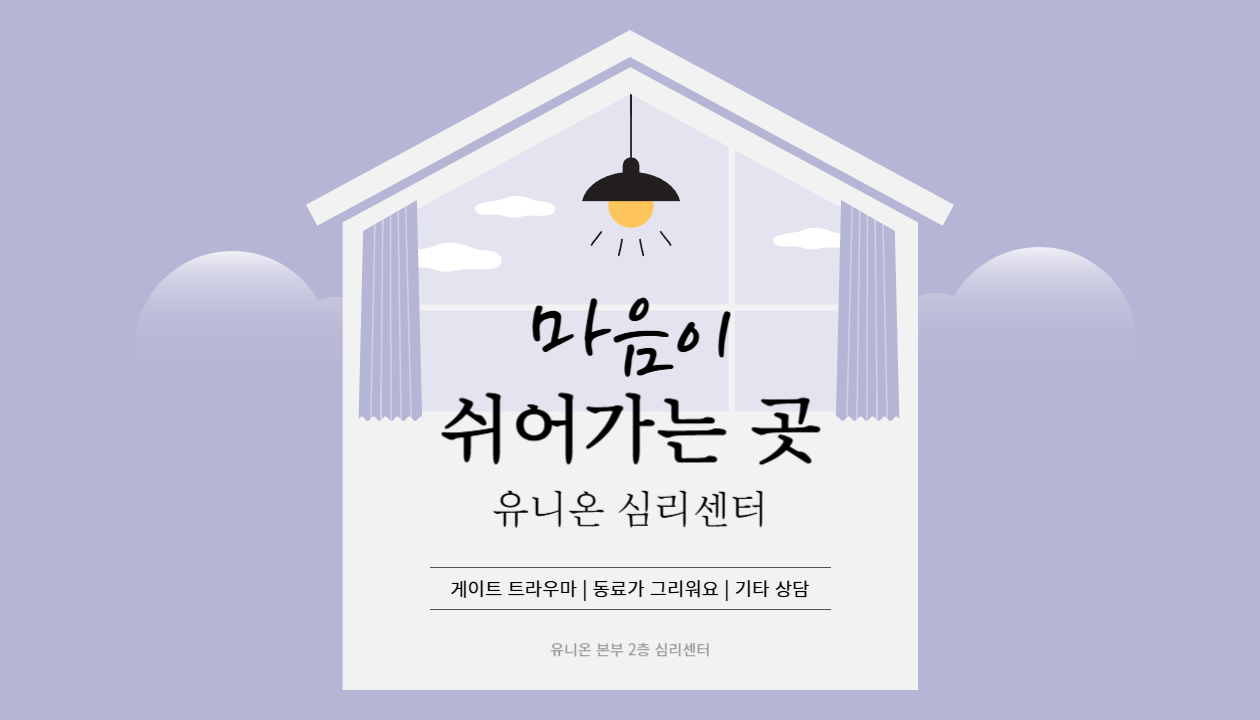 마음이
쉬어가는 곳
유니온 심리센터
게이트 트라우마 | 동료가 그리워요 | 기타 상담
유니온 본부 2층 심리센터